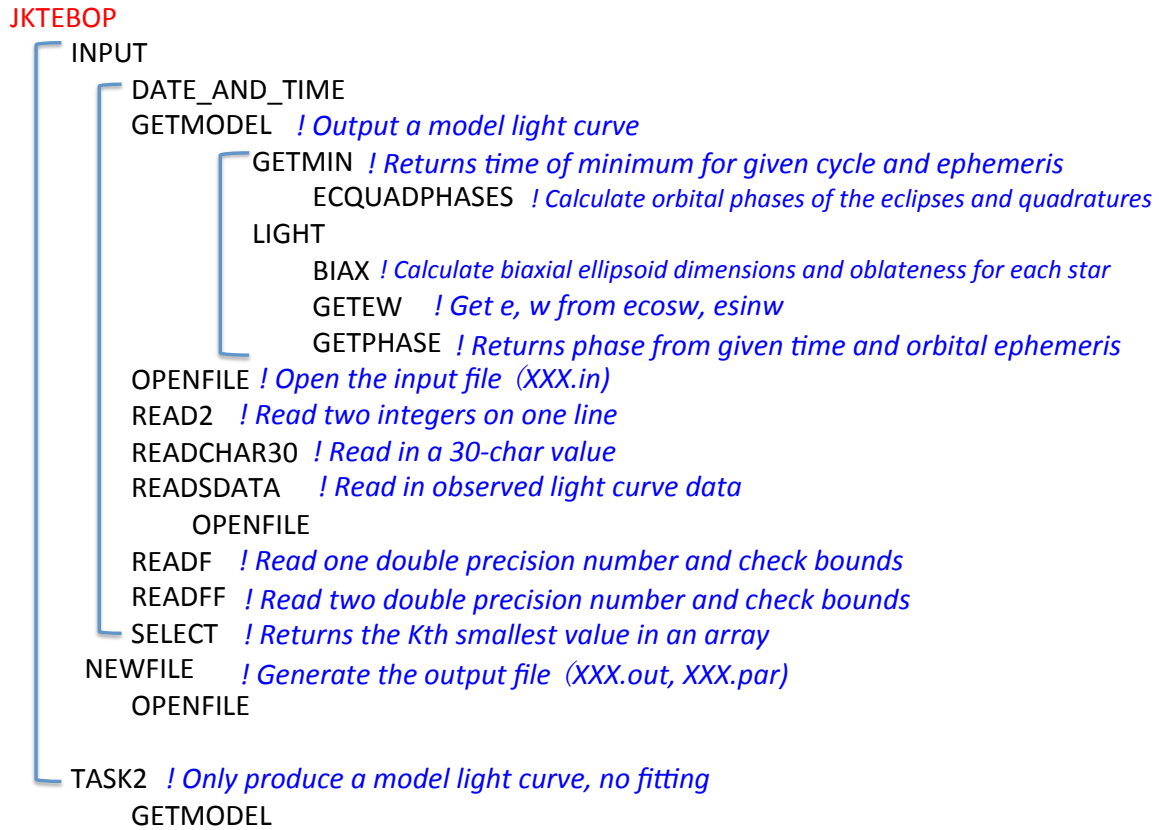 JKTEBOP
INPUT
DATE_AND_TIME
GETMODEL ! Output a model light curve
GETMIN ! Returns time of minimum for given cycle and ephemeris
ECQUADPHASES ! Calculate orbital phases of the eclipses and quadratures
LIGHT
BIAX ! Calculate biaxial ellipsoid dimensions and oblateness for each star
GETEW ! Get e, w from ecosw, esinw
GETPHASE ! Returns phase from given time and orbital ephemeris
OPENFILE ! Open the input file（XXX.in)
READ2 ! Read two integers on one line
READCHAR30 ! Read in a 30-char value
READSDATA ! Read in observed light curve data
OPENFILE
READF ! Read one double precision number and check bounds
READFF ! Read two double precision number and check bounds
SELECT ! Returns the Kth smallest value in an array
NEWFILE ! Generate the output file（XXX.out, XXX.par)
OPENFILE
TASK2 ! Only produce a model light curve, no fitting
GETMODEL